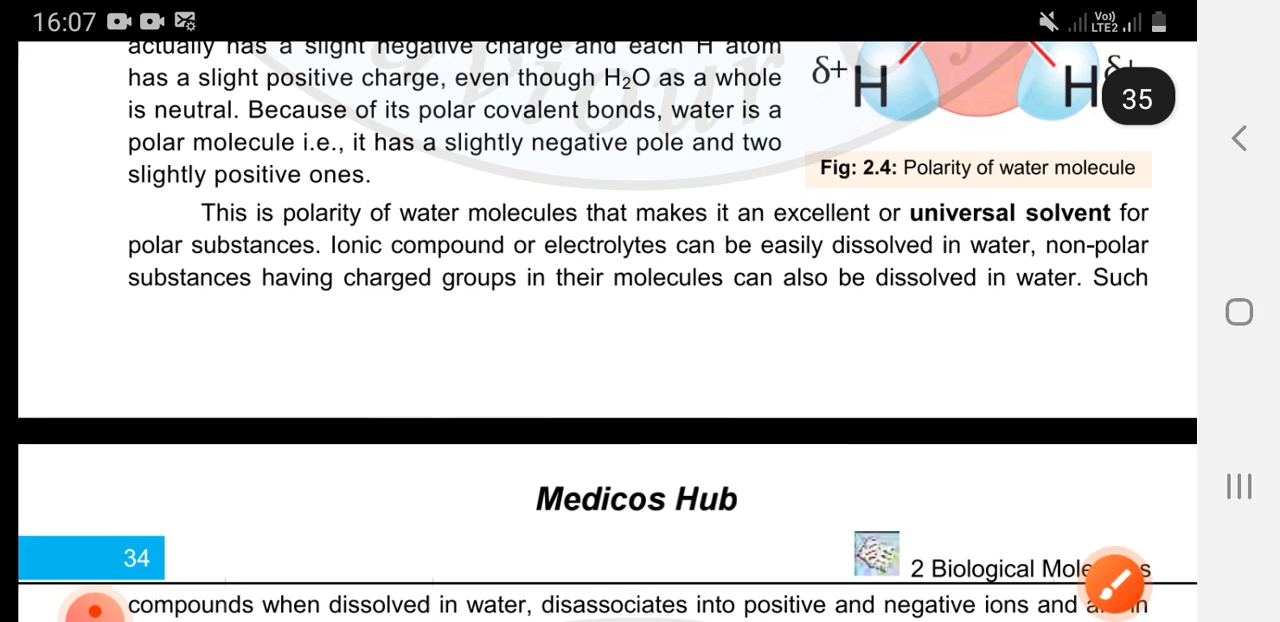 16:07
Vo))
LTE2
actually has a slight negative charge and each H atom
has a slight positive charge, even though H₂O as a whole
is neutral. Because of its polar covalent bonds, water is a
polar molecule i.e., it has a slightly negative pole and two
slightly positive ones.
δ+ H H δ+
35
Fig: 2.4: Polarity of water molecule
This is polarity of water molecules that makes it an excellent or universal solvent for
polar substances. Ionic compound or electrolytes can be easily dissolved in water, non-polar
substances having charged groups in their molecules can also be dissolved in water. Such
Medicos Hub
34
2 Biological
compounds when dissolved in water, disassociates into positive and negative ions and